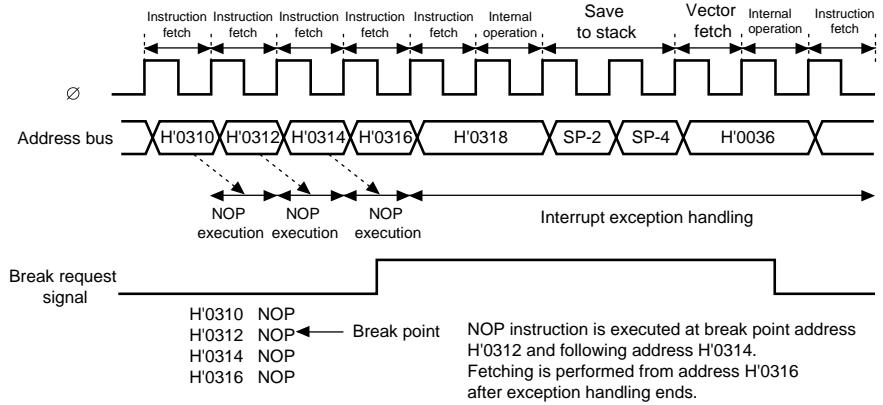 Instruction fetch
Instruction fetch
Instruction fetch
Instruction fetch
Instruction fetch
Internal operation
Save to stack
Vector fetch
Internal operation
Instruction fetch
∅
Address bus
H'0310
H'0312
H'0314
H'0316
H'0318
SP-2
SP-4
H'0036
NOP execution
NOP execution
NOP execution
Interrupt exception handling
Break request signal
H'0310 NOP
H'0312 NOP
Break point
H'0314 NOP
H'0316 NOP
NOP instruction is executed at break point address
H'0312 and following address H'0314.
Fetching is performed from address H'0316
after exception handling ends.